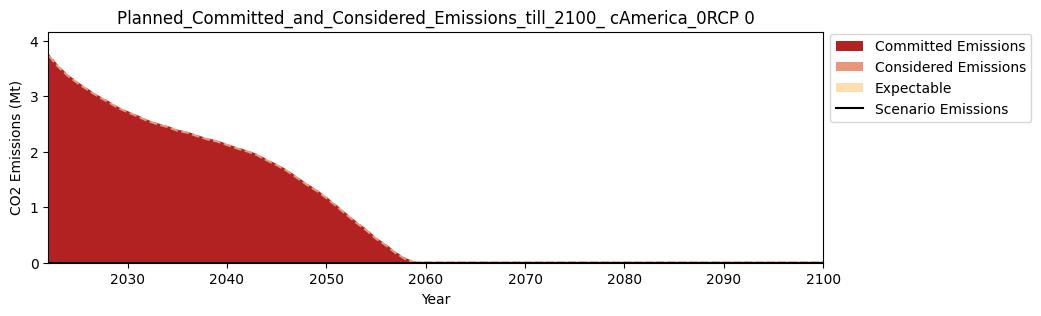 Planned_Committed_and_Considered_Emissions_till_2100_ cAmerica_0RCP 0
CO2 Emissions (Mt)
4
3
2
1
0
2030 2040 2050 2060 2070 2080 2090 2100
Year
Committed Emissions
Considered Emissions
Expectable
Scenario Emissions